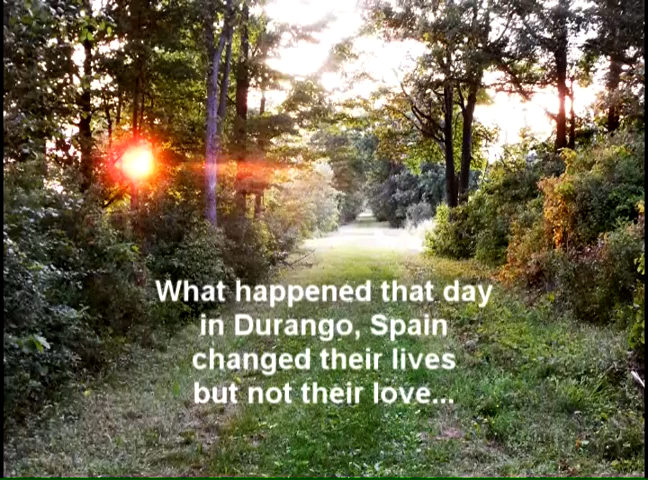 What happened that day
in Durango, Spain
changed their lives
but not their love...